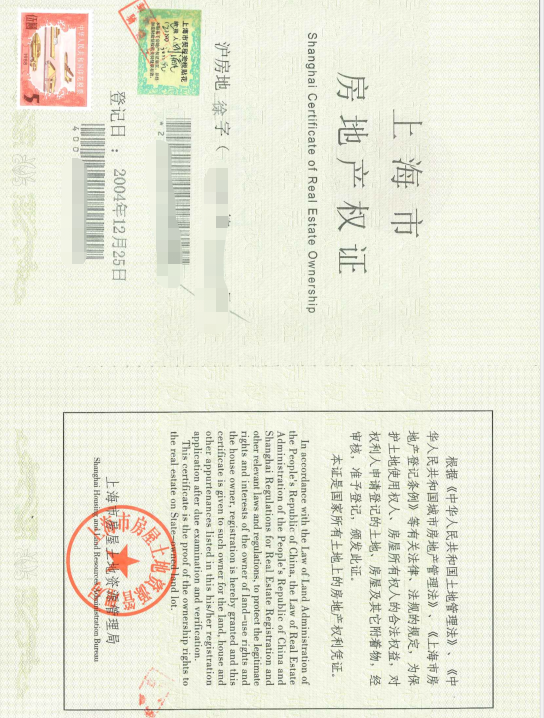 上海市
房地产权证
Shanghai Certificate of Real Estate Ownership
沪房地 徐字（
登记日：2004年12月25日
400
上海市契税完税贴花
5
根据《中华人民共和国土地管理法》、《中
华人民共和国城市房地产管理法》、《上海市房
地产登记条例》等有关法律、法规的规定，为保
护土地使用权人、房屋所有权人的合法权益，对
权利人申请登记的土地、房屋及其它附着物，经
审核，准予登记，颁发此证。
本证是国家所有土地上的房地产权利凭证。
In accordance with the Law of Land Administration of
the People's Republic of China, the Law of Real Estate
Administration of the People's Republic of China and
Shanghai Regulations for Real Estate Registration and
other relevant laws and regulations, to protect the legitimate
rights and interests of the owner of land-use rights and
the house owner, registration is hereby granted and this
certificate is given to such owner for the land, house and
other appurtenences listed in this his/her registration
application after due examination and verification.
This certificate is the proof of the ownership rights to
the real estate on State-owned land lot.
上海市房屋土地资源管理局
Shanghai Housing and Land Resources Administration Bureau